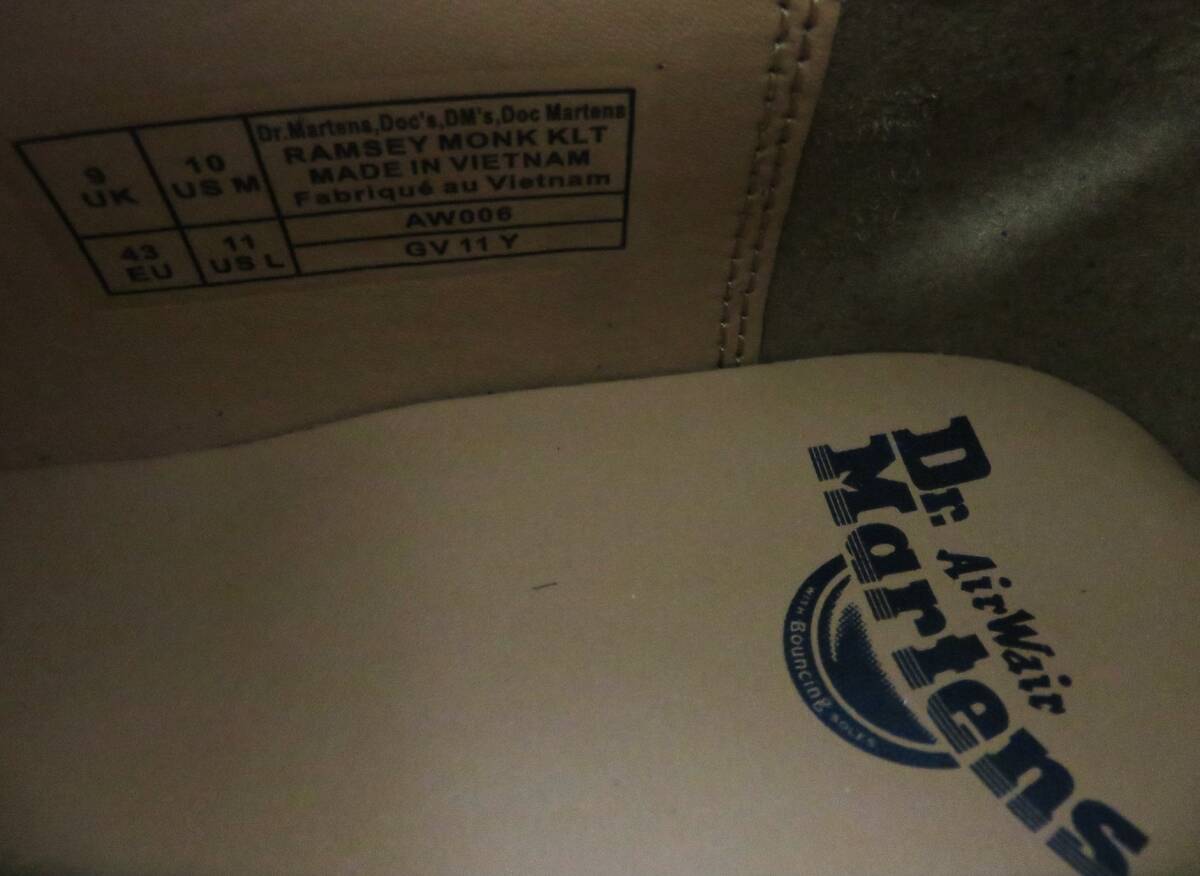 9
UK
10
US M
43
EU
11
US L
Dr.Martens,Doc's,DM's,Doc Martens
RAMSEY MONK KLT
MADE IN VIETNAM
Fabriqué au Vietnam
AW006
GV 11 Y
Dr.
Martens
AirWair
WITH Bouncing SOLES